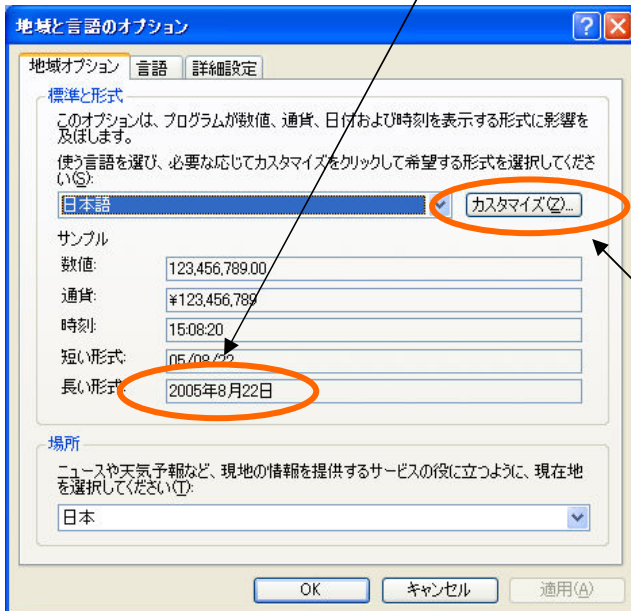 地域と言語のオプション
地域オプション 言語 詳細設定
標準と形式
このオプションは、プログラムが数値、通貨、日付および時刻を表示する形式に影響を
及ぼします。
使う言語を選び、必要な応じてカスタマイズをクリックして希望する形式を選択してくださ
い(S):
日本語 カスタマイズ(Z)...
サンプル
数値: 123,456,789.00
通貨: ¥123,456,789
時刻: 15:08:20
短い形式: 05/08/22
長い形式: 2005年8月22日
場所
ニュースや天気予報など、現地の情報を提供するサービスの役に立つように、現在地
を選択してください(T):
日本
OK キャンセル 適用(A)